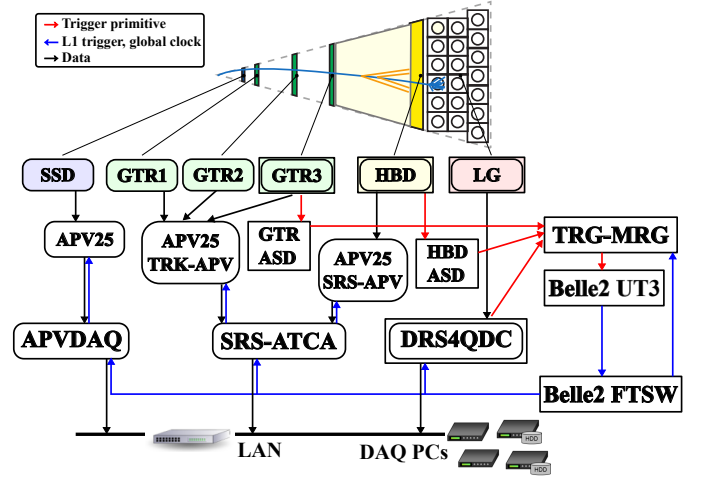 Trigger primitive
L1 trigger, global clock
Data
SSD
GTR1
GTR2
GTR3
HBD
LG
APV25
APV25
TRK-APV
GTR
ASD
APV25
SRS-APV
HBD
ASD
TRG-MRG
Belle2 UT3
APVDAQ
SRS-ATCA
DRS4QDC
Belle2 FTSW
LAN
DAQ PCs
HDD
HDD